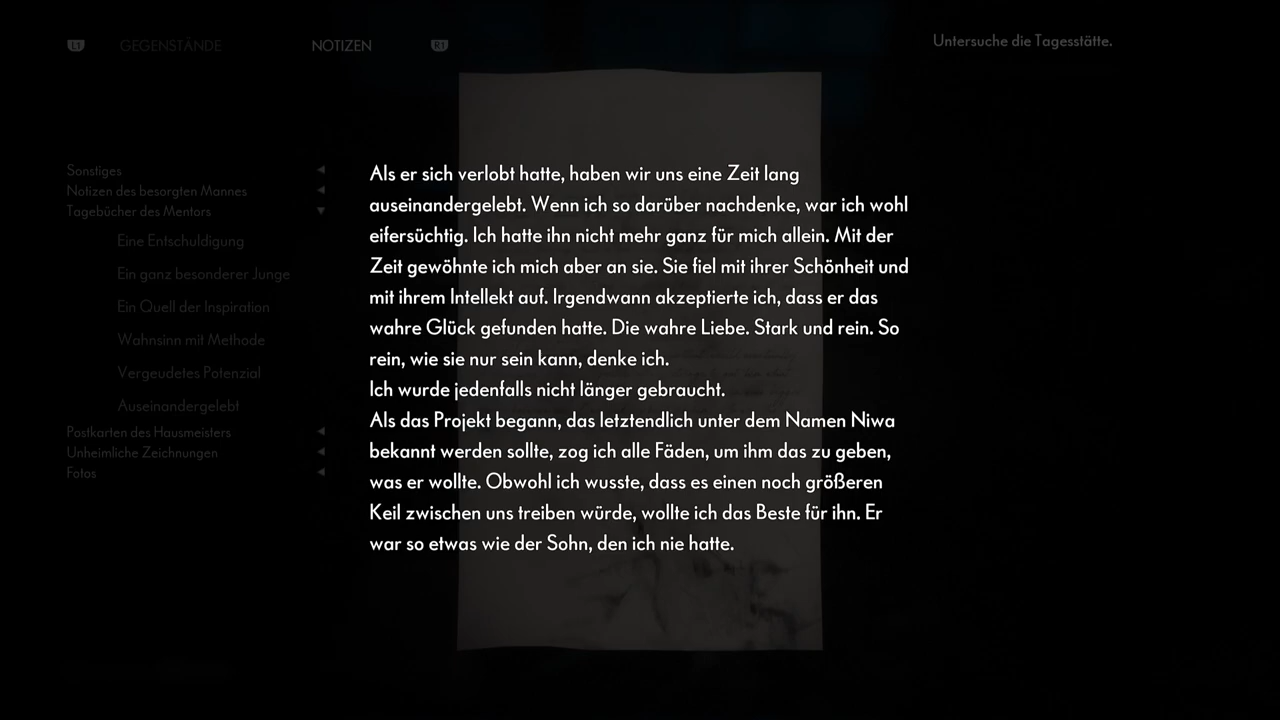 L1
GEGENSTÄNDE
NOTIZEN
R1
Untersuche die Tagesstätte.
Sonstiges
Notizen des besorgten Mannes
Tagebücher des Mentors
Eine Entschuldigung
Ein ganz besonderer Junge
Ein Quell der Inspiration
Wahnsinn mit Methode
Vergeudetes Potenzial
Auseinandergelebt
Postkarten des Hausmeisters
Unheimliche Zeichnungen
Fotos
Als er sich verlobt hatte, haben wir uns eine Zeit lang
auseinandergelebt. Wenn ich so darüber nachdenke, war ich wohl
eifersüchtig. Ich hatte ihn nicht mehr ganz für mich allein. Mit der
Zeit gewöhnte ich mich aber an sie. Sie fiel mit ihrer Schönheit und
mit ihrem Intellekt auf. Irgendwann akzeptierte ich, dass er das
wahre Glück gefunden hatte. Die wahre Liebe. Stark und rein. So
rein, wie sie nur sein kann, denke ich.
Ich wurde jedenfalls nicht länger gebraucht.
Als das Projekt begann, das letztendlich unter dem Namen Niwa
bekannt werden sollte, zog ich alle Fäden, um ihm das zu geben,
was er wollte. Obwohl ich wusste, dass es einen noch größeren
Keil zwischen uns treiben würde, wollte ich das Beste für ihn. Er
war so etwas wie der Sohn, den ich nie hatte.